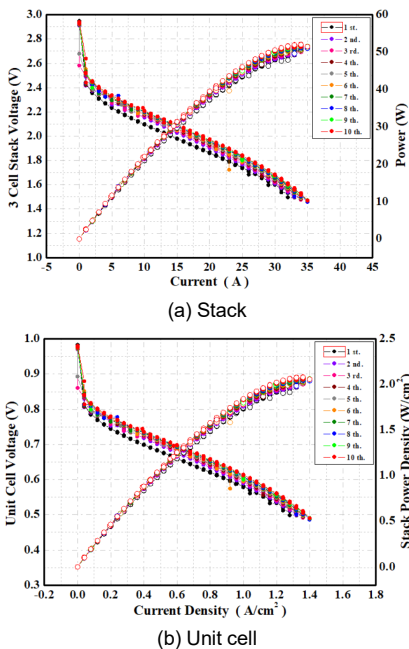 3.0
2.8
2.6
2.4
2.2
2.0
1.8
1.6
1.4
1.2
1.0
3 Cell Stack Voltage (V)
-5 0 5 10 15 20 25 30 35 40 45
Current ( A )
60
50
40
30
20
10
0
Power (W)
1 st.
2 nd.
3 rd.
4 th.
5 th.
6 th.
7 th.
8 th.
9 th.
10 th.
(a) Stack
1.0
0.9
0.8
0.7
0.6
0.5
0.4
0.3
Unit Cell Voltage (V)
-0.2 0.0 0.2 0.4 0.6 0.8 1.0 1.2 1.4 1.6 1.8
Current Density ( A/cm²)
2.5
2.0
1.5
1.0
0.5
0.0
Stack Power Density (W/cm²)
1 st.
2 nd.
3 rd.
4 th.
5 th.
6 th.
7 th.
8 th.
9 th.
10 th.
(b) Unit cell